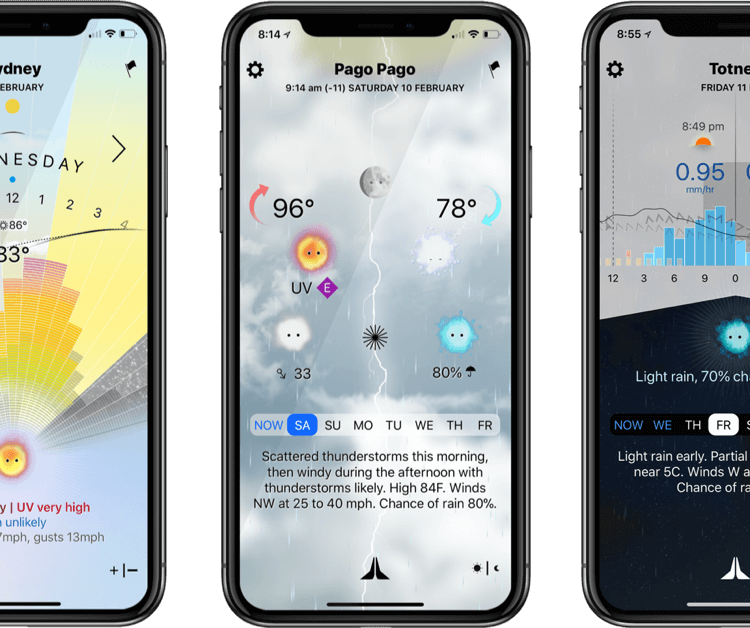 ydney
FEBRUARY
NESDAY
12 1 2 3 4
86°
83°
y | UV very high
unlikely
7mph, gusts 13mph
+|−
8:14
Pago Pago
9:14 am (-11) SATURDAY 10 FEBRUARY
96° 78°
UV E
33 80%
NOW SA SU MO TU WE TH FR
Scattered thunderstorms this morning,
then windy during the afternoon with
thunderstorms likely. High 84F. Winds
NW at 25 to 40 mph. Chance of rain 80%.
8:55
Totne
FRIDAY 11
8:49 pm
0.95
mm/hr
12 3 6 9 0
Light rain, 70% cha
NOW WE TH FR S
Light rain early. Partial
near 5C. Winds W a
Chance of ra